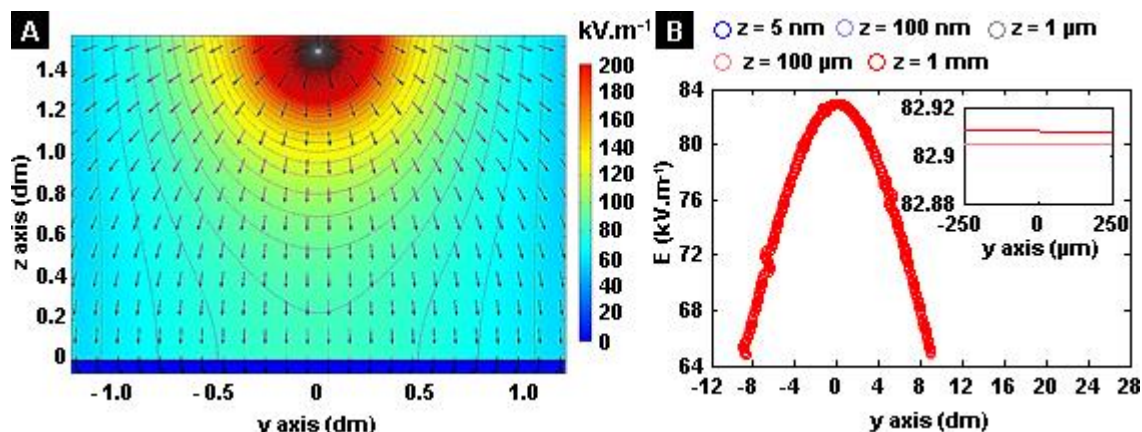 A
kV.m⁻¹
200
180
160
140
120
100
80
60
40
20
0
1.4
1.2
1.0
0.8
0.6
0.4
0.2
0
z axis (dm)
-1.0 -0.5 0 0.5 1.0
y axis (dm)
B
z = 5 nm z = 100 nm z = 1 µm
z = 100 µm z = 1 mm
84
80
76
72
68
64
E (kV.m⁻¹)
82.92
82.9
82.88
-250 0 250
y axis (µm)
-12 -8 -4 0 4 8 12 16 20 24 28
y axis (dm)